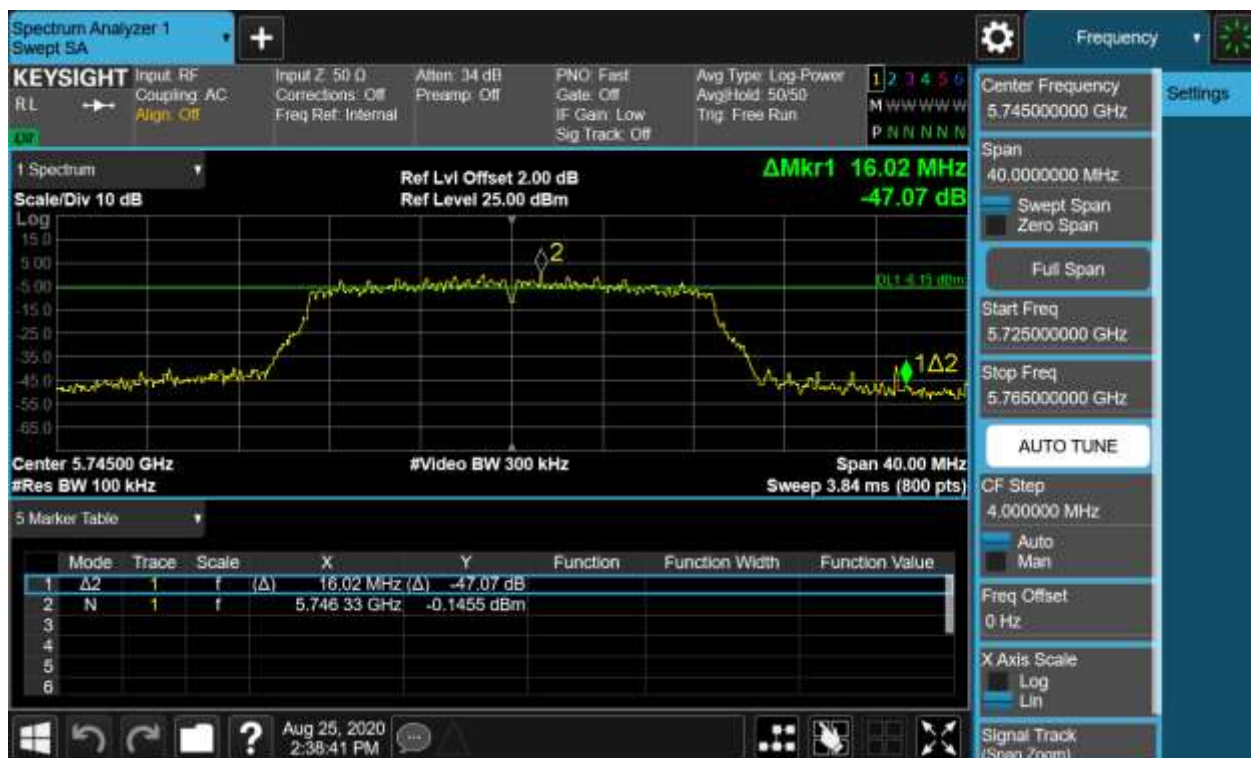 Spectrum Analyzer 1
Swept SA
+
Frequency
KEYSIGHT
RL
Input: RF
Coupling: AC
Align: Off
Input Z: 50 Ω
Corrections: Off
Freq Ref: Internal
Atten: 34 dB
Preamp: Off
PNO: Fast
Gate: Off
IF Gain: Low
Sig Track: Off
Avg Type: Log-Power
Avg|Hold: 50/50
Trig: Free Run
1 2 3 4 5 6
M W W W W W
P N N N N N
1 Spectrum
Scale/Div 10 dB
Ref Lvl Offset 2.00 dB
Ref Level 25.00 dBm
ΔMkr1 16.02 MHz
-47.07 dB
Log
15.0
5.00
-5.00
-15.0
-25.0
-35.0
-45.0
-55.0
-65.0
2
1Δ2
Center 5.74500 GHz
#Res BW 100 kHz
#Video BW 300 kHz
Span 40.00 MHz
Sweep 3.84 ms (800 pts)
5 Marker Table
Mode Trace Scale X Y Function Function Width Function Value
1 Δ2 1 f (Δ) 16.02 MHz (Δ) -47.07 dB
2 N 1 f 5.746 33 GHz -0.1455 dBm
3
4
5
6
Aug 25, 2020
2:38:41 PM
?
Center Frequency
5.745000000 GHz
Span
40.0000000 MHz
Swept Span
Zero Span
Full Span
Start Freq
5.725000000 GHz
Stop Freq
5.765000000 GHz
AUTO TUNE
CF Step
4.000000 MHz
Auto
Man
Freq Offset
0 Hz
X Axis Scale
Log
Lin
Signal Track
(Span Zoom)
Settings